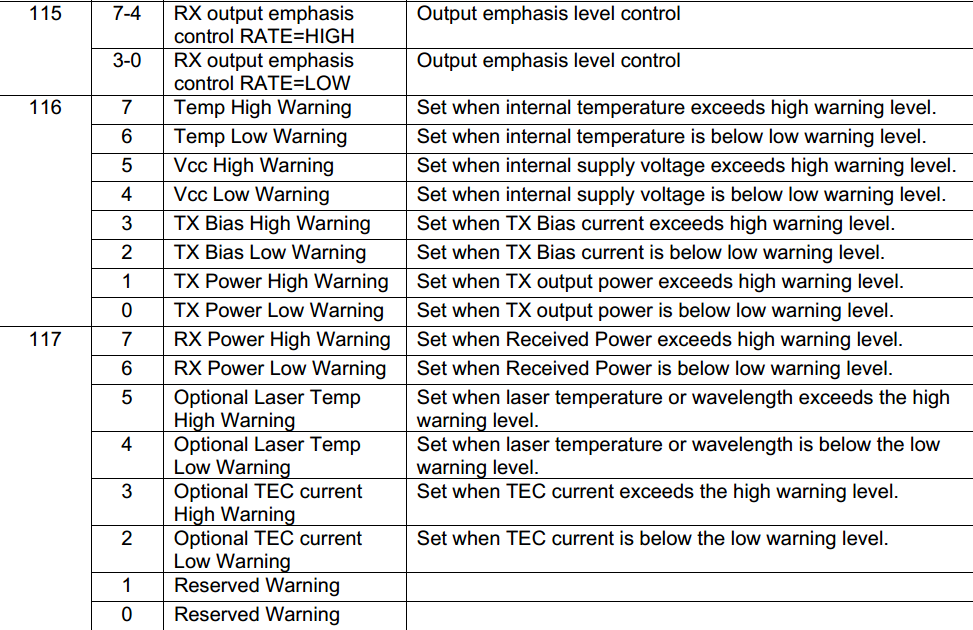 115 7-4 RX output emphasis Output emphasis level control
control RATE=HIGH
3-0 RX output emphasis Output emphasis level control
control RATE=LOW
116 7 Temp High Warning Set when internal temperature exceeds high warning level.
6 Temp Low Warning Set when internal temperature is below low warning level.
5 Vcc High Warning Set when internal supply voltage exceeds high warning level.
4 Vcc Low Warning Set when internal supply voltage is below low warning level.
3 TX Bias High Warning Set when TX Bias current exceeds high warning level.
2 TX Bias Low Warning Set when TX Bias current is below low warning level.
1 TX Power High Warning Set when TX output power exceeds high warning level.
0 TX Power Low Warning Set when TX output power is below low warning level.
117 7 RX Power High Warning Set when Received Power exceeds high warning level.
6 RX Power Low Warning Set when Received Power is below low warning level.
5 Optional Laser Temp Set when laser temperature or wavelength exceeds the high
High Warning warning level.
4 Optional Laser Temp Set when laser temperature or wavelength is below the low
Low Warning warning level.
3 Optional TEC current Set when TEC current exceeds the high warning level.
High Warning
2 Optional TEC current Set when TEC current is below the low warning level.
Low Warning
1 Reserved Warning
0 Reserved Warning